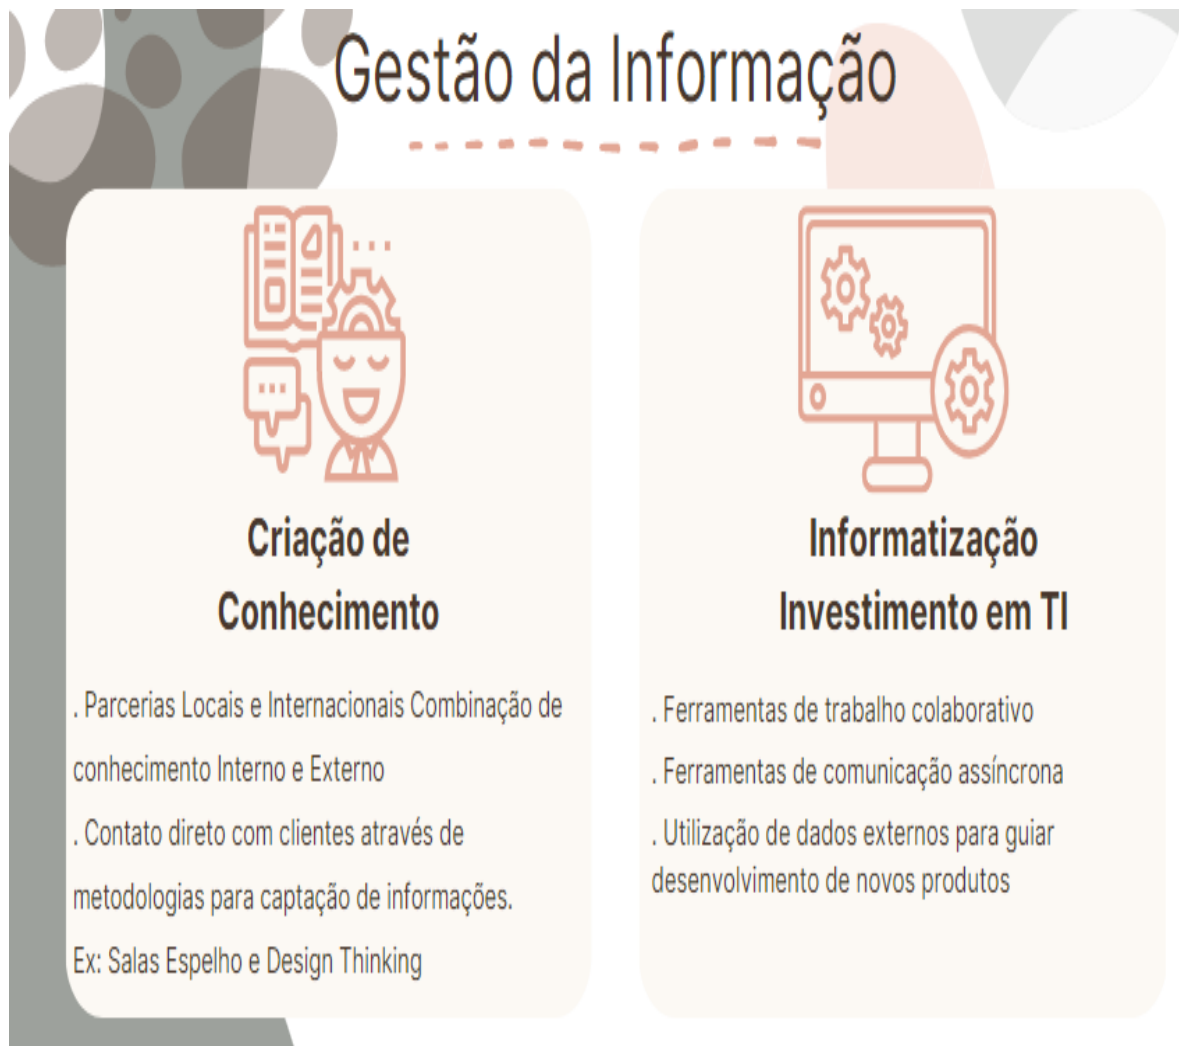 Gestão da Informação
Criação de
Conhecimento
. Parcerias Locais e Internacionais Combinação de
conhecimento Interno e Externo
. Contato direto com clientes através de
metodologias para captação de informações.
Ex: Salas Espelho e Design Thinking
Informatização
Investimento em TI
. Ferramentas de trabalho colaborativo
. Ferramentas de comunicação assíncrona
. Utilização de dados externos para guiar
desenvolvimento de novos produtos